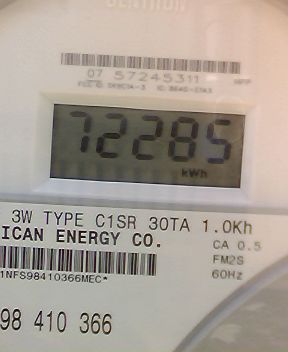 CENTRON
07 57245311
72285
kWh
3W TYPE C1SR 30TA 1.0Kh
ICAN ENERGY CO.
CA 0.5
FM2S
60Hz
1NFS98410366MEC*
98 410 366